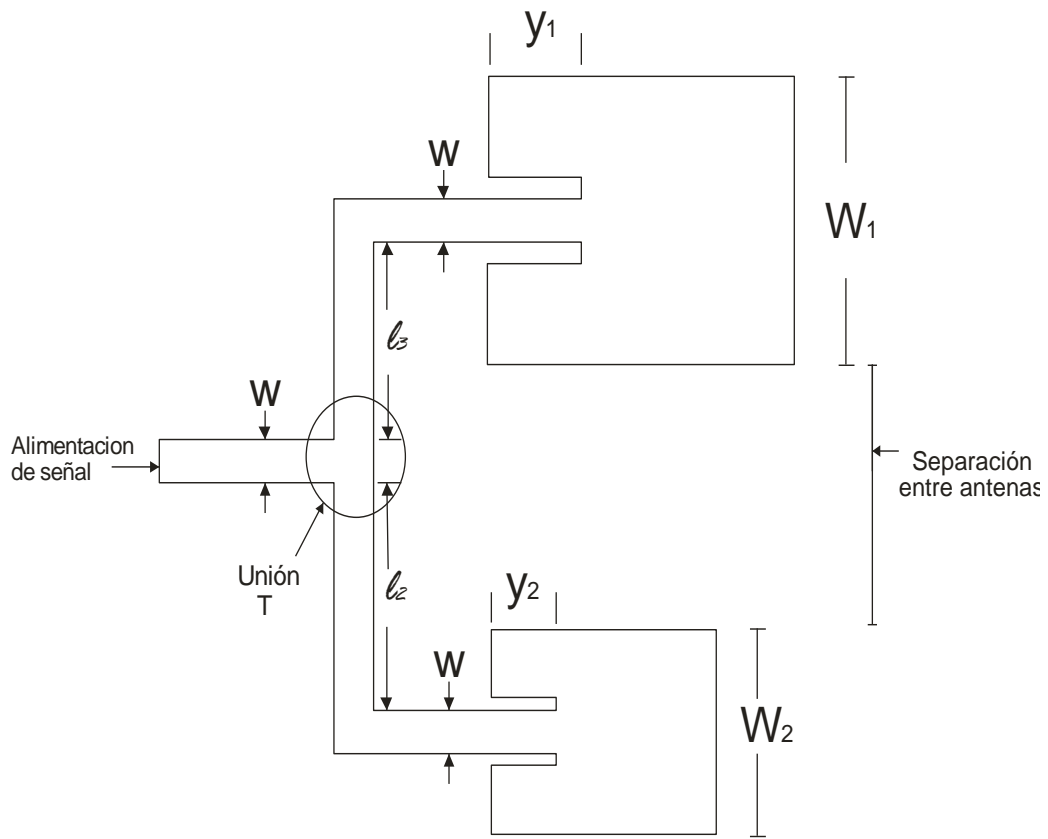 y1
w
W1
ℓ3
w
Alimentacion
de señal
Separación
entre antenas
Unión
T
ℓ2
y2
w
W2